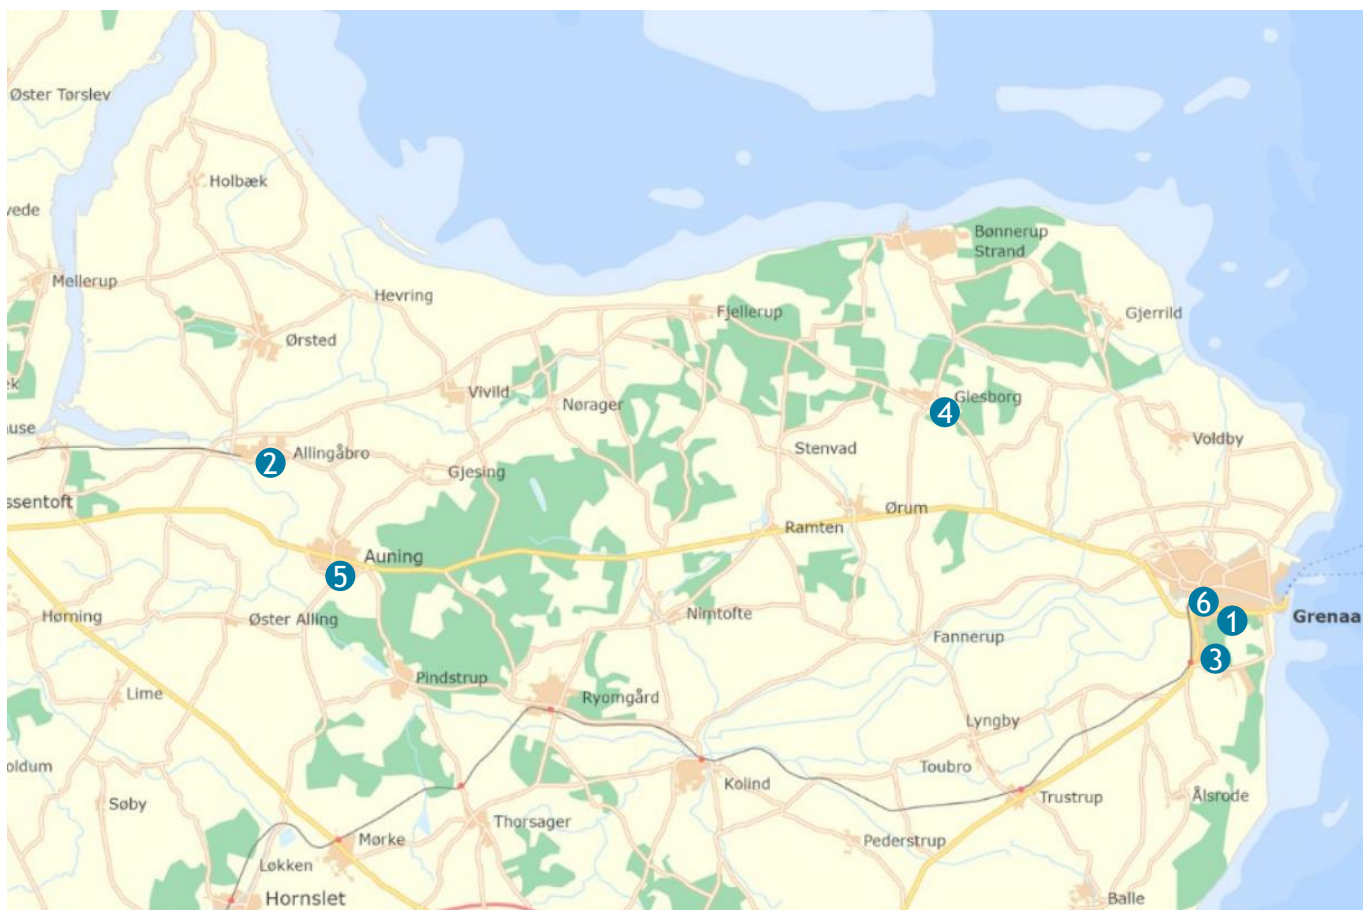 Øster Tørslev
Holbæk
vede
Mellerup
Bønnerup
Strand
Hevring
Fjellerup
Gjerrild
Ørsted
ek
Vivild
Nørager
Glesborg
4
Voldby
use
Allingåbro
2
Gjesing
Stenvad
ssentoft
Ramten
Ørum
Auning
5
6
1
Grenaa
Hørning
Øster Alling
Nimtofte
Fannerup
3
Pindstrup
Lime
Ryomgård
Lyngby
oldum
Toubro
Søby
Kolind
Trustrup
Ålsrode
Thorsager
Mørke
Pederstrup
Løkken
Hornslet
Balle